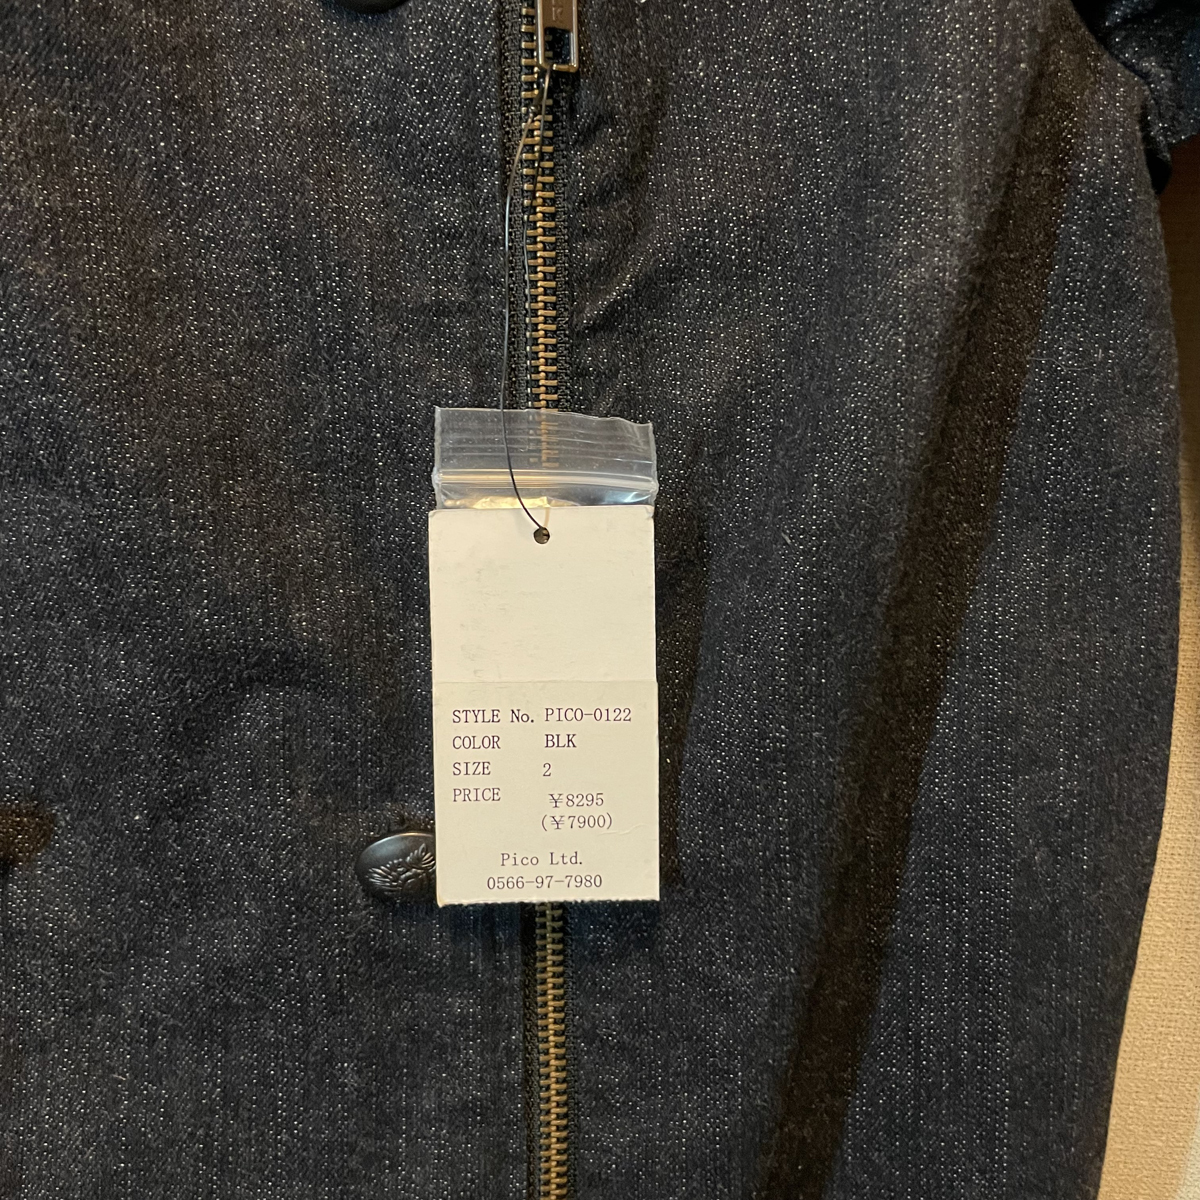 STYLE No. PICO-0122
COLOR BLK
SIZE 2
PRICE ￥8295
(￥7900)
Pico Ltd.
0566-97-7980